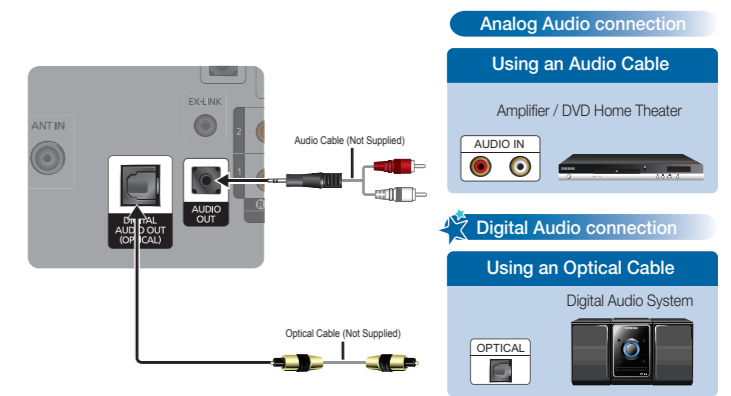 Analog Audio connection
Using an Audio Cable
Amplifier / DVD Home Theater
AUDIO IN
SAMSUNG
EX-LINK
ANT IN
2
1
R
Audio Cable (Not Supplied)
AUDIO
OUT
DIGITAL
AUDIO OUT
(OPTICAL)
Digital Audio connection
Using an Optical Cable
Digital Audio System
SAMSUNG
OPTICAL
Optical Cable (Not Supplied)